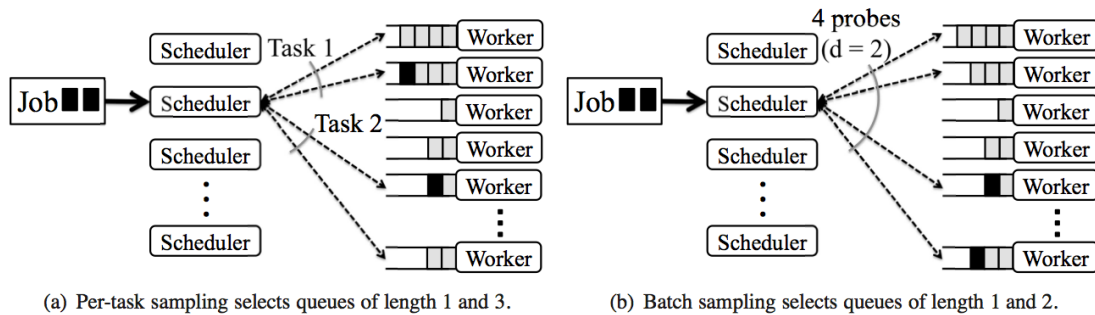 Job
Scheduler
Scheduler
Scheduler
Scheduler
Task 1
Task 2
Worker
Worker
Worker
Worker
Worker
Worker
(a) Per-task sampling selects queues of length 1 and 3.
Job
Scheduler
Scheduler
Scheduler
Scheduler
4 probes
(d = 2)
Worker
Worker
Worker
Worker
Worker
Worker
(b) Batch sampling selects queues of length 1 and 2.